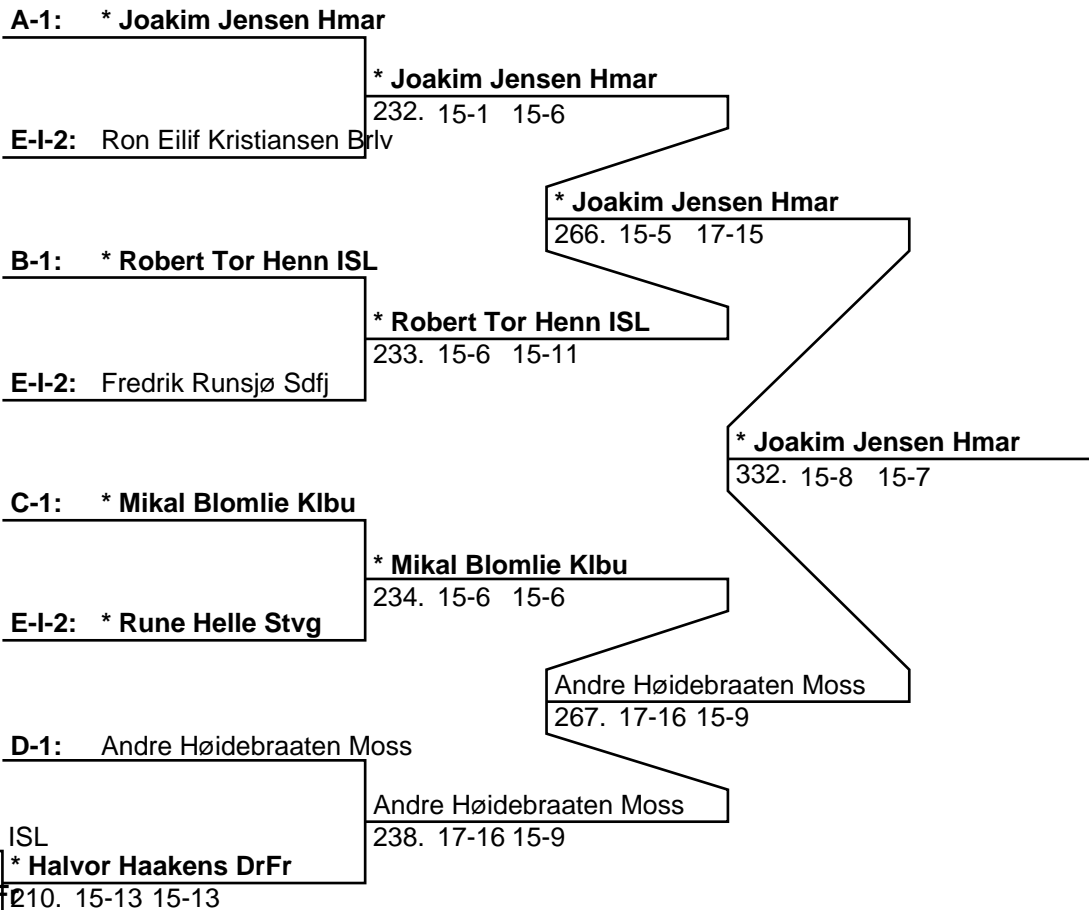 A-1: * Joakim Jensen Hmar
* Joakim Jensen Hmar
232. 15-1 15-6
E-I-2: Ron Eilif Kristiansen Brlv
* Joakim Jensen Hmar
266. 15-5 17-15
B-1: * Robert Tor Henn ISL
* Robert Tor Henn ISL
233. 15-6 15-11
E-I-2: Fredrik Runsjø Sdfj
* Joakim Jensen Hmar
332. 15-8 15-7
C-1: * Mikal Blomlie Klbu
* Mikal Blomlie Klbu
234. 15-6 15-6
E-I-2: * Rune Helle Stvg
Andre Høidebraaten Moss
267. 17-16 15-9
D-1: Andre Høidebraaten Moss
Andre Høidebraaten Moss
238. 17-16 15-9
ISL
* Halvor Haakens DrFr
210. 15-13 15-13